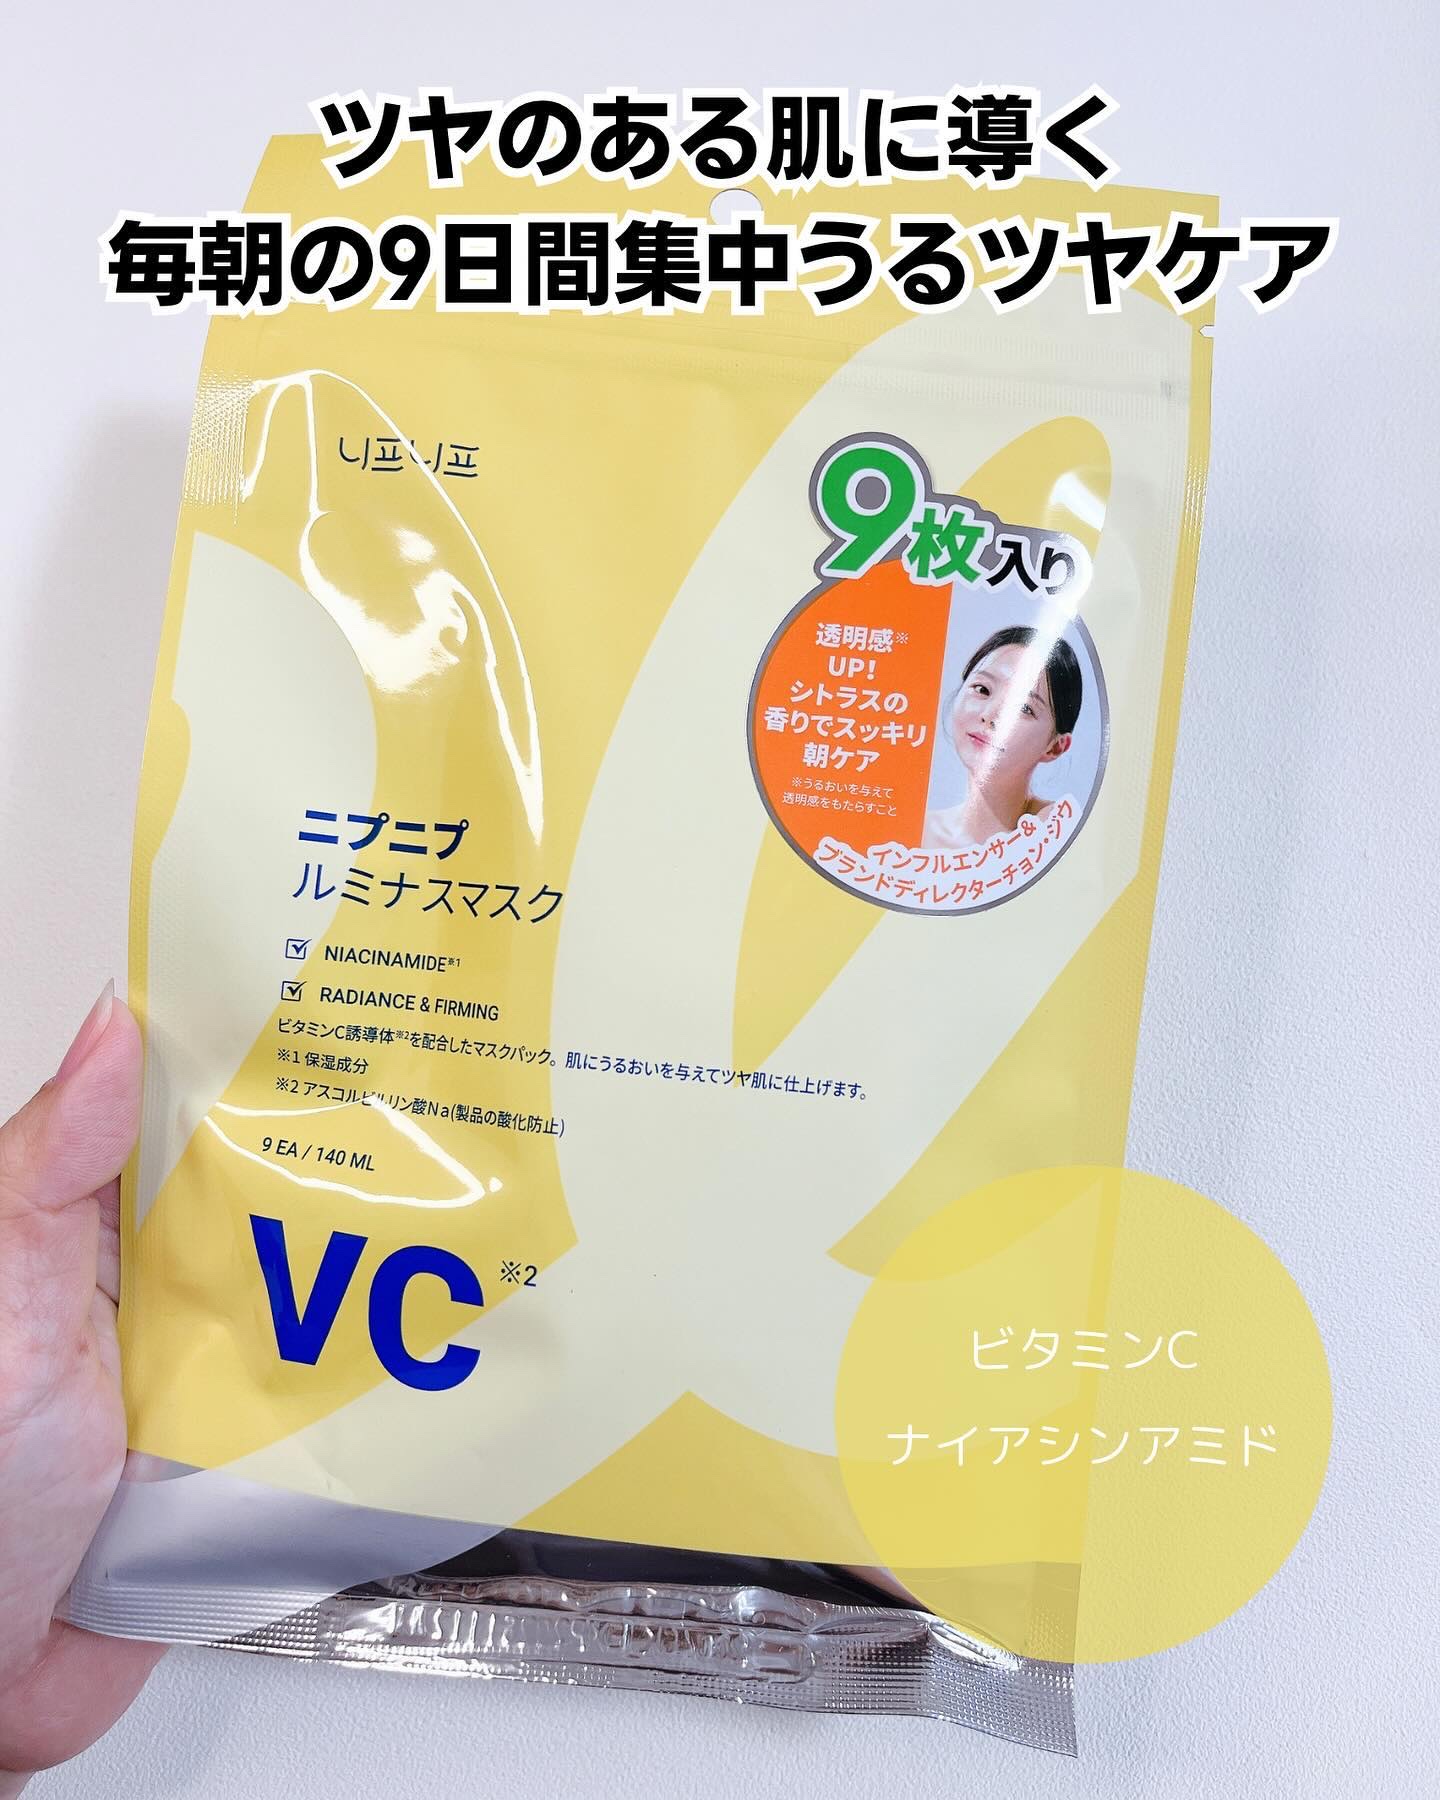 ツヤのある肌に導く
毎朝の9日間集中うるツヤケア
니프니프
9枚入り
透明感※
UP!
シトラスの
香りでスッキリ
朝ケア
※うるおいを与えて
透明感をもたらすこと
インフルエンサー&
ブランドディレクターチョン・ジウ
ニプニプ
ルミナスマスク
NIACINAMIDE※1
RADIANCE & FIRMING
ビタミンC誘導体※2を配合したマスクパック。肌にうるおいを与えてツヤ肌に仕上げます。
※1 保湿成分
※2 アスコルビルリン酸Na(製品の酸化防止)
9 EA / 140 ML
VC※2
ビタミンC
ナイアシンアミド